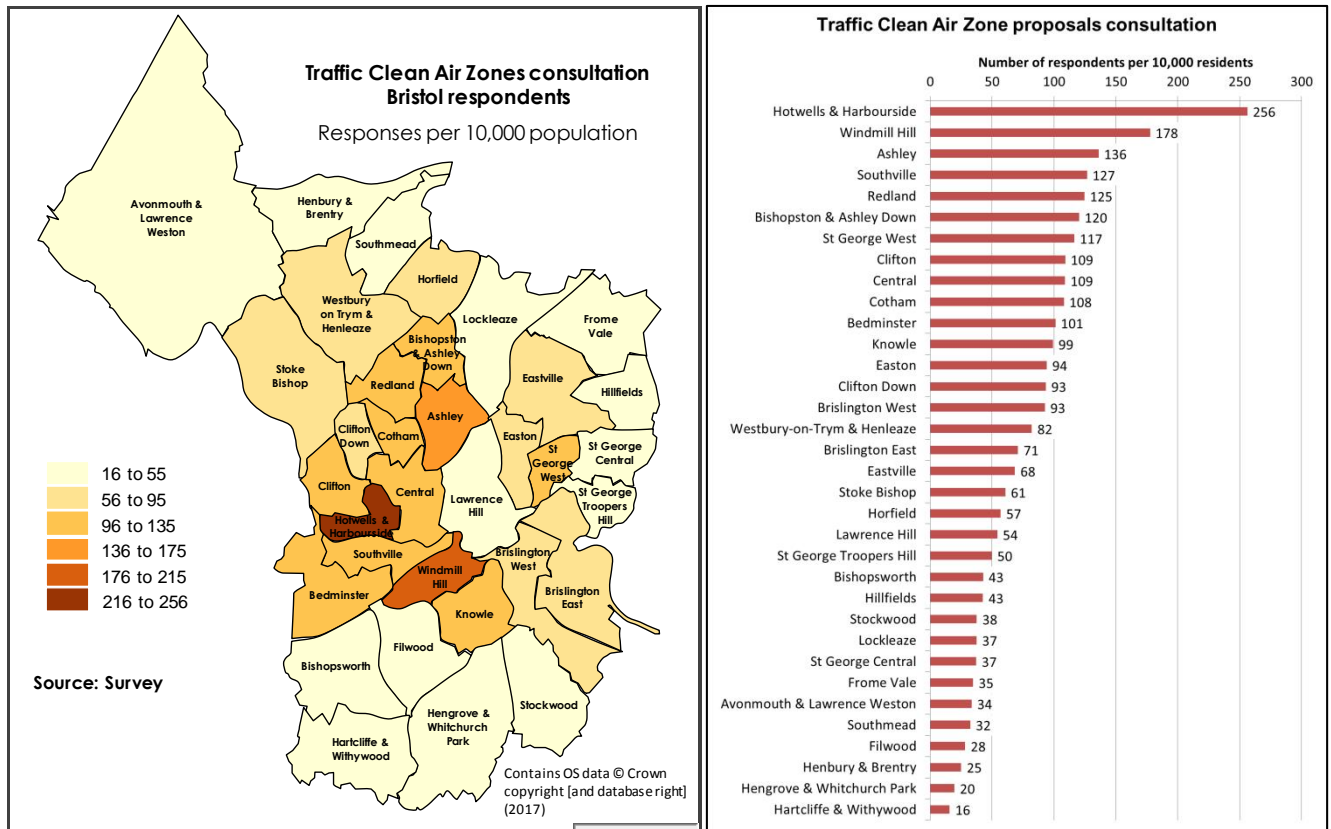 Traffic Clean Air Zones consultation
Bristol respondents
Responses per 10,000 population
Avonmouth &
Lawrence
Weston
Henbury &
Brentry
Southmead
Horfield
Westbury
on Trym &
Henleaze
Lockleaze
Frome
Vale
Bishopston
& Ashley
Down
Stoke
Bishop
Redland
Eastville
Hillfields
Ashley
Clifton
Down
Cotham
Easton
St
George
West
St George
Central
Clifton
Central
Lawrence
Hill
St George
Troopers
Hill
Hotwells &
Harbourside
Southville
Brislington
West
Windmill
Hill
Bedminster
Knowle
Brislington
East
Filwood
Bishopsworth
Stockwood
Hengrove &
Whitchurch
Park
Hartcliffe &
Withywood
16 to 55
56 to 95
96 to 135
136 to 175
176 to 215
216 to 256
Source: Survey
Contains OS data © Crown
copyright [and database right]
(2017)
Traffic Clean Air Zone proposals consultation
Number of respondents per 10,000 residents
0 50 100 150 200 250 300
Hotwells & Harbourside 256
Windmill Hill 178
Ashley 136
Southville 127
Redland 125
Bishopston & Ashley Down 120
St George West 117
Clifton 109
Central 109
Cotham 108
Bedminster 101
Knowle 99
Easton 94
Clifton Down 93
Brislington West 93
Westbury-on-Trym & Henleaze 82
Brislington East 71
Eastville 68
Stoke Bishop 61
Horfield 57
Lawrence Hill 54
St George Troopers Hill 50
Bishopsworth 43
Hillfields 43
Stockwood 38
Lockleaze 37
St George Central 37
Frome Vale 35
Avonmouth & Lawrence Weston 34
Southmead 32
Filwood 28
Henbury & Brentry 25
Hengrove & Whitchurch Park 20
Hartcliffe & Withywood 16